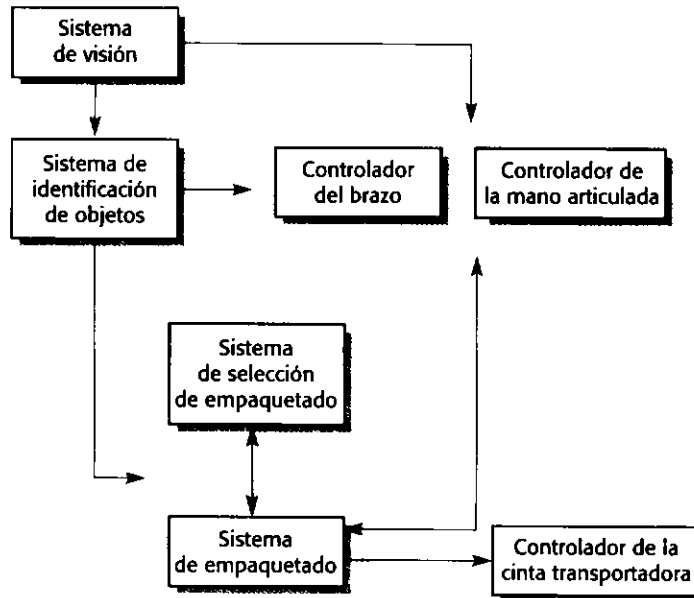 Sistema
de visión
Sistema de
identificación
de objetos
Controlador
del brazo
Controlador de
la mano articulada
Sistema
de selección
de empaquetado
Sistema
de empaquetado
Controlador de la
cinta transportadora